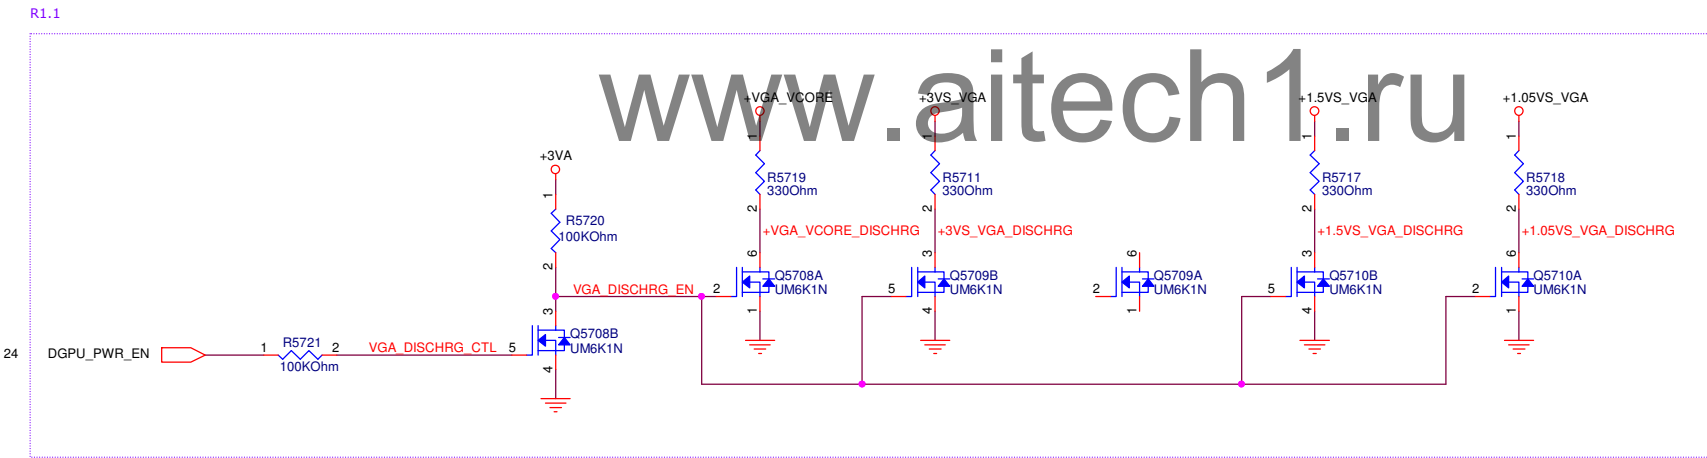 R1.1
www.aitech1.ru
+VGA_VCORE
+3VS_VGA
+1.5VS_VGA
+1.05VS_VGA
+3VA
1
1
1
1
R5719
330Ohm
R5711
330Ohm
R5717
330Ohm
R5718
330Ohm
1
2
2
2
2
R5720
100KOhm
+VGA_VCORE_DISCHRG
+3VS_VGA_DISCHRG
+1.5VS_VGA_DISCHRG
+1.05VS_VGA_DISCHRG
2
6
3
6
3
6
Q5708A
UM6K1N
Q5709B
UM6K1N
Q5709A
UM6K1N
Q5710B
UM6K1N
Q5710A
UM6K1N
VGA_DISCHRG_EN
2
5
2
5
2
3
1
4
1
4
1
Q5708B
UM6K1N
24
DGPU_PWR_EN
1
R5721
100KOhm
2
VGA_DISCHRG_CTL
5
4